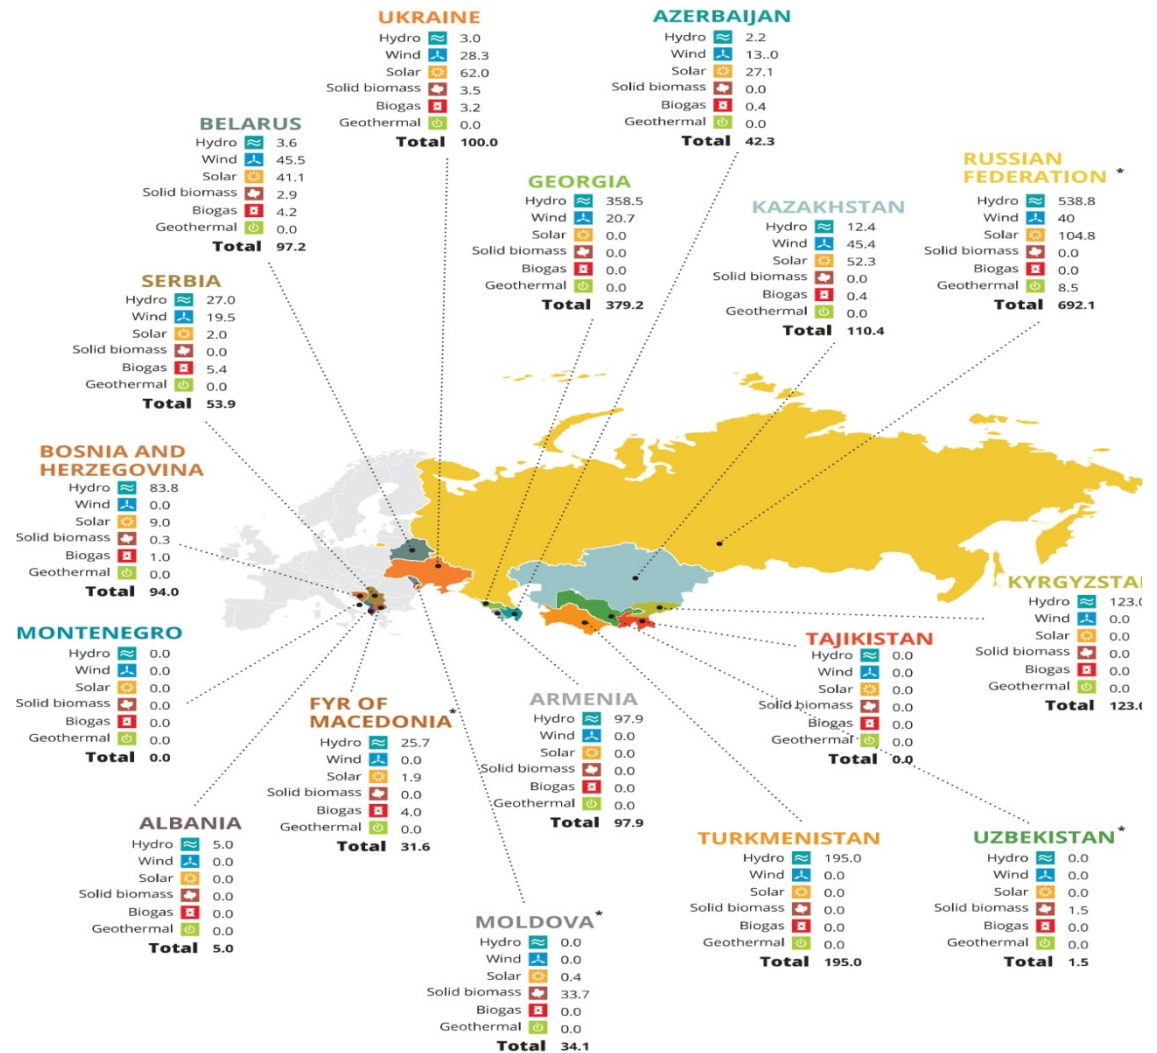 UKRAINE
Hydro 3.0
Wind 28.3
Solar 62.0
Solid biomass 3.5
Biogas 3.2
Geothermal 0.0
Total 100.0
AZERBAIJAN
Hydro 2.2
Wind 13..0
Solar 27.1
Solid biomass 0.0
Biogas 0.4
Geothermal 0.0
Total 42.3
BELARUS
Hydro 3.6
Wind 45.5
Solar 41.1
Solid biomass 2.9
Biogas 4.2
Geothermal 0.0
Total 97.2
GEORGIA
Hydro 358.5
Wind 20.7
Solar 0.0
Solid biomass 0.0
Biogas 0.0
Geothermal 0.0
Total 379.2
KAZAKHSTAN
Hydro 12.4
Wind 45.4
Solar 52.3
Solid biomass 0.0
Biogas 0.4
Geothermal 0.0
Total 110.4
RUSSIAN
FEDERATION *
Hydro 538.8
Wind 40
Solar 104.8
Solid biomass 0.0
Biogas 0.0
Geothermal 8.5
Total 692.1
SERBIA
Hydro 27.0
Wind 19.5
Solar 2.0
Solid biomass 0.0
Biogas 5.4
Geothermal 0.0
Total 53.9
BOSNIA AND
HERZEGOVINA
Hydro 83.8
Wind 0.0
Solar 9.0
Solid biomass 0.3
Biogas 1.0
Geothermal 0.0
Total 94.0
MONTENEGRO
Hydro 0.0
Wind 0.0
Solar 0.0
Solid biomass 0.0
Biogas 0.0
Geothermal 0.0
Total 0.0
KYRGYZSTA
Hydro 123.
Wind 0.0
Solar 0.0
Solid biomass 0.0
Biogas 0.0
Geothermal 0.0
Total 123.
TAJIKISTAN
Hydro 0.0
Wind 0.0
Solar 0.0
Solid biomass 0.0
Biogas 0.0
Geothermal 0.0
Total 0.0
FYR OF
MACEDONIA*
Hydro 25.7
Wind 0.0
Solar 1.9
Solid biomass 0.0
Biogas 4.0
Geothermal 0.0
Total 31.6
ARMENIA
Hydro 97.9
Wind 0.0
Solar 0.0
Solid biomass 0.0
Biogas 0.0
Geothermal 0.0
Total 97.9
ALBANIA
Hydro 5.0
Wind 0.0
Solar 0.0
Solid biomass 0.0
Biogas 0.0
Geothermal 0.0
Total 5.0
TURKMENISTAN
Hydro 195.0
Wind 0.0
Solar 0.0
Solid biomass 0.0
Biogas 0.0
Geothermal 0.0
Total 195.0
UZBEKISTAN*
Hydro 0.0
Wind 0.0
Solar 0.0
Solid biomass 1.5
Biogas 0.0
Geothermal 0.0
Total 1.5
MOLDOVA*
Hydro 0.0
Wind 0.0
Solar 0.4
Solid biomass 33.7
Biogas 0.0
Geothermal 0.0
Total 34.1